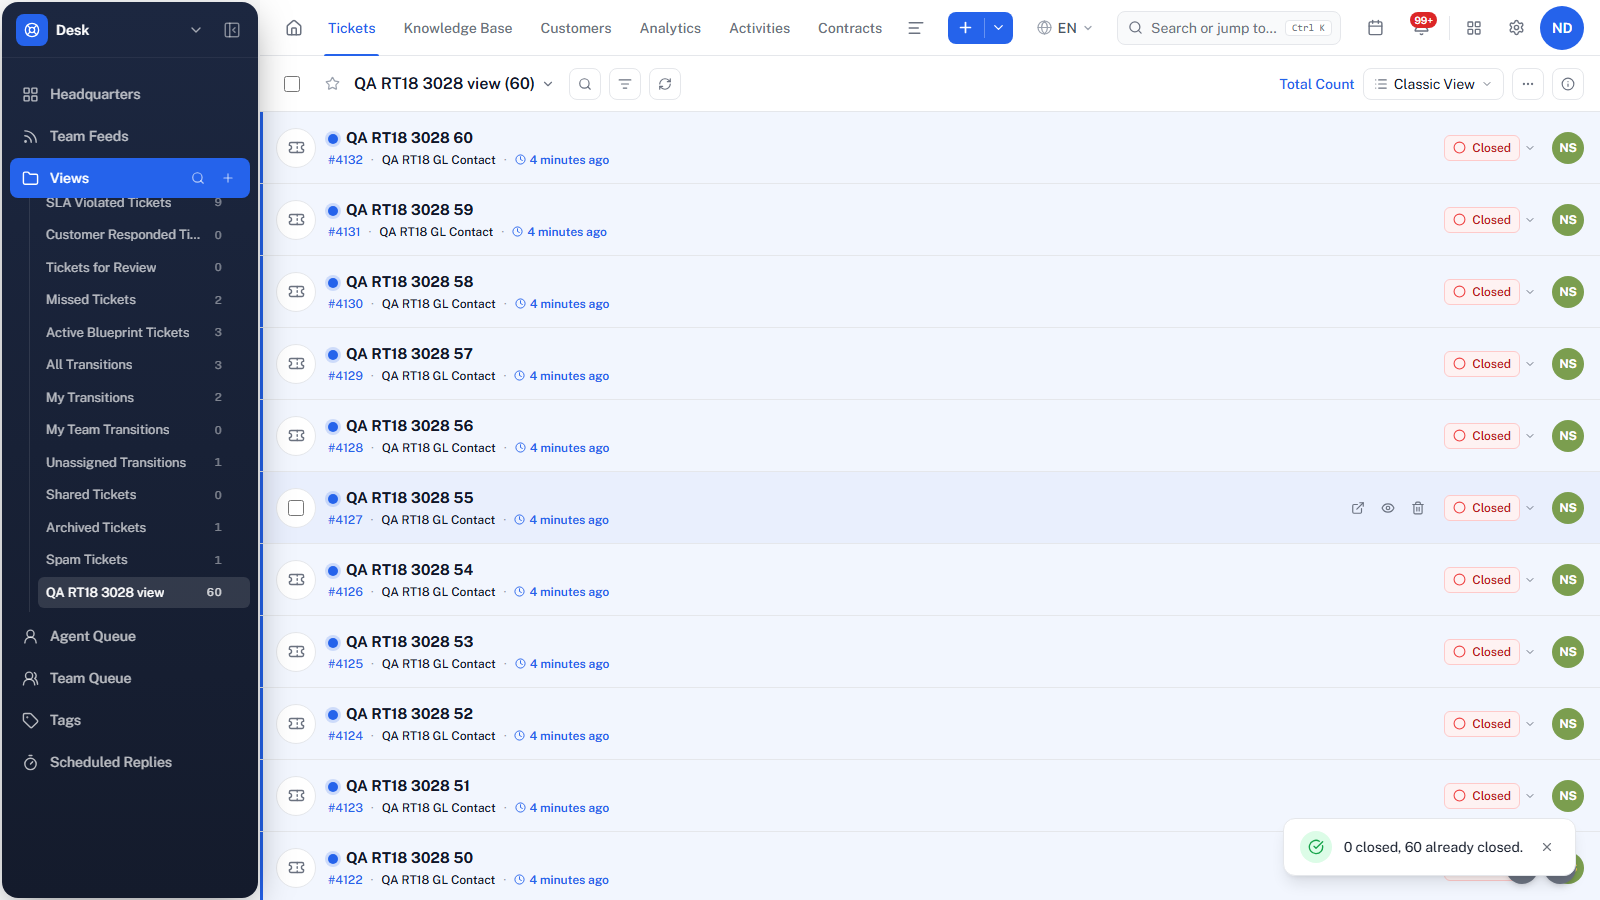 Desk
Headquarters
Team Feeds
Views
SLA Violated Tickets 9
Customer Responded Ti... 0
Tickets for Review 0
Missed Tickets 2
Active Blueprint Tickets 3
All Transitions 3
My Transitions 2
My Team Transitions 0
Unassigned Transitions 1
Shared Tickets 0
Archived Tickets 1
Spam Tickets 1
QA RT18 3028 view 60
Agent Queue
Team Queue
Tags
Scheduled Replies
Tickets Knowledge Base Customers Analytics Activities Contracts EN Search or jump to... Ctrl K 99+ ND
QA RT18 3028 view (60) Total Count Classic View
QA RT18 3028 60
#4132 · QA RT18 GL Contact · 4 minutes ago Closed NS
QA RT18 3028 59
#4131 · QA RT18 GL Contact · 4 minutes ago Closed NS
QA RT18 3028 58
#4130 · QA RT18 GL Contact · 4 minutes ago Closed NS
QA RT18 3028 57
#4129 · QA RT18 GL Contact · 4 minutes ago Closed NS
QA RT18 3028 56
#4128 · QA RT18 GL Contact · 4 minutes ago Closed NS
QA RT18 3028 55
#4127 · QA RT18 GL Contact · 4 minutes ago Closed NS
QA RT18 3028 54
#4126 · QA RT18 GL Contact · 4 minutes ago Closed NS
QA RT18 3028 53
#4125 · QA RT18 GL Contact · 4 minutes ago Closed NS
QA RT18 3028 52
#4124 · QA RT18 GL Contact · 4 minutes ago Closed NS
QA RT18 3028 51
#4123 · QA RT18 GL Contact · 4 minutes ago Closed NS
QA RT18 3028 50
#4122 · QA RT18 GL Contact · 4 minutes ago
0 closed, 60 already closed.